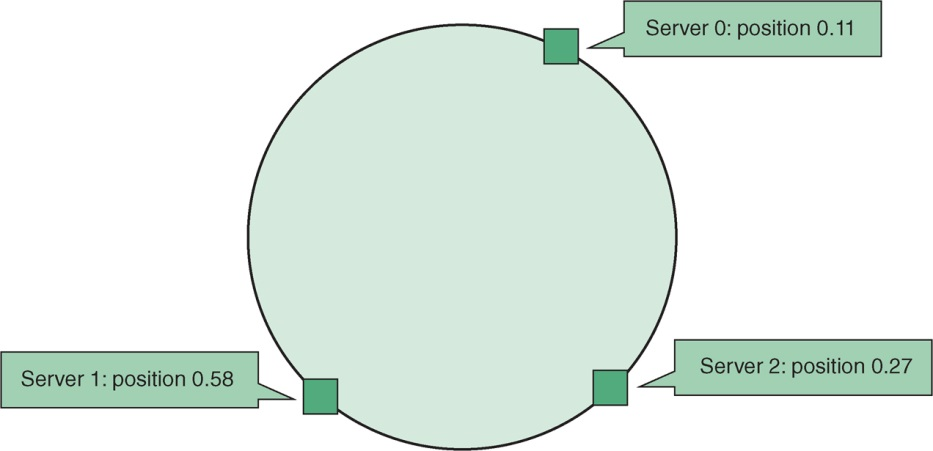 Server 0: position 0.11
Server 2: position 0.27
Server 1: position 0.58